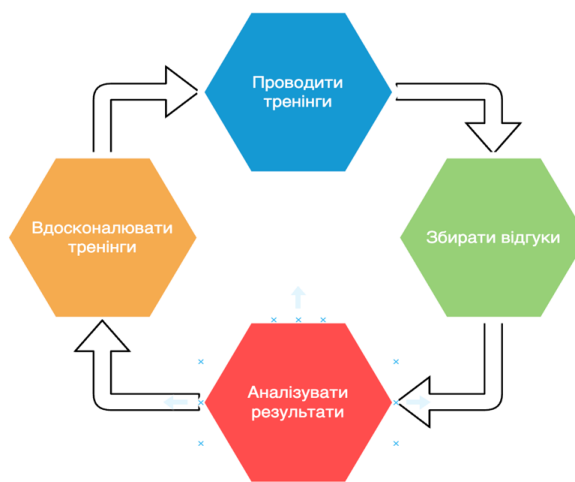 Проводити
тренінги
Вдосконалювати
тренінги
Збирати відгуки
Аналізувати
результати